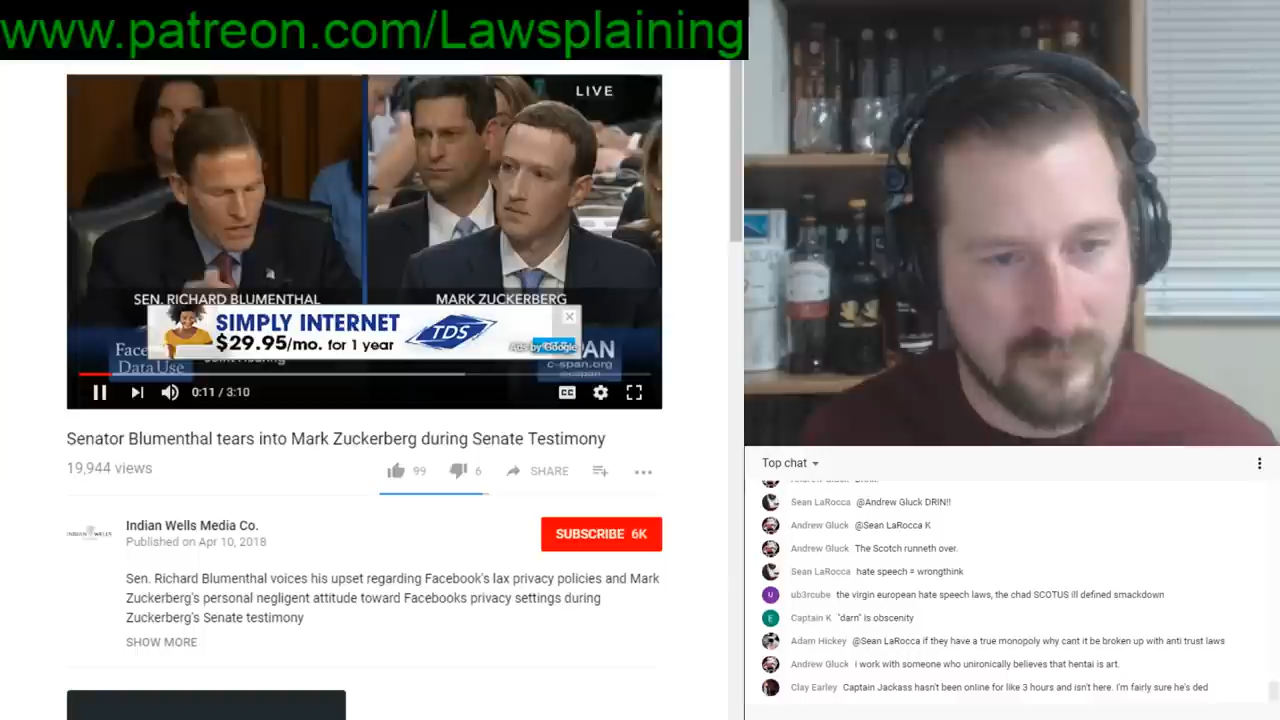 www.patreon.com/Lawsplaining
LIVE
SEN. RICHARD BLUMENTHAL
MARK ZUCKERBERG
SIMPLY INTERNET
$29.95/mo. for 1 year
TDS
Ads by Google
c-span.org
Data Use
0:11 / 3:10
Senator Blumenthal tears into Mark Zuckerberg during Senate Testimony
19,944 views
99
6
SHARE
Indian Wells Media Co.
Published on Apr 10, 2018
SUBSCRIBE 6K
Sen. Richard Blumenthal voices his upset regarding Facebook's lax privacy policies and Mark
Zuckerberg's personal negligent attitude toward Facebooks privacy settings during
Zuckerberg's Senate testimony
SHOW MORE
Top chat
Sean LaRocca @Andrew Gluck DRIN!!
Andrew Gluck @Sean LaRocca K
Andrew Gluck The Scotch runneth over.
Sean LaRocca hate speech = wrongthink
ub3rcube the virgin european hate speech laws, the chad SCOTUS ill defined smackdown
Captain K "darn" is obscenity
Adam Hickey @Sean LaRocca if they have a true monopoly why cant it be broken up with anti trust laws
Andrew Gluck i work with someone who unironically believes that hentai is art.
Clay Earley Captain Jackass hasn't been online for like 3 hours and isn't here. I'm fairly sure he's ded